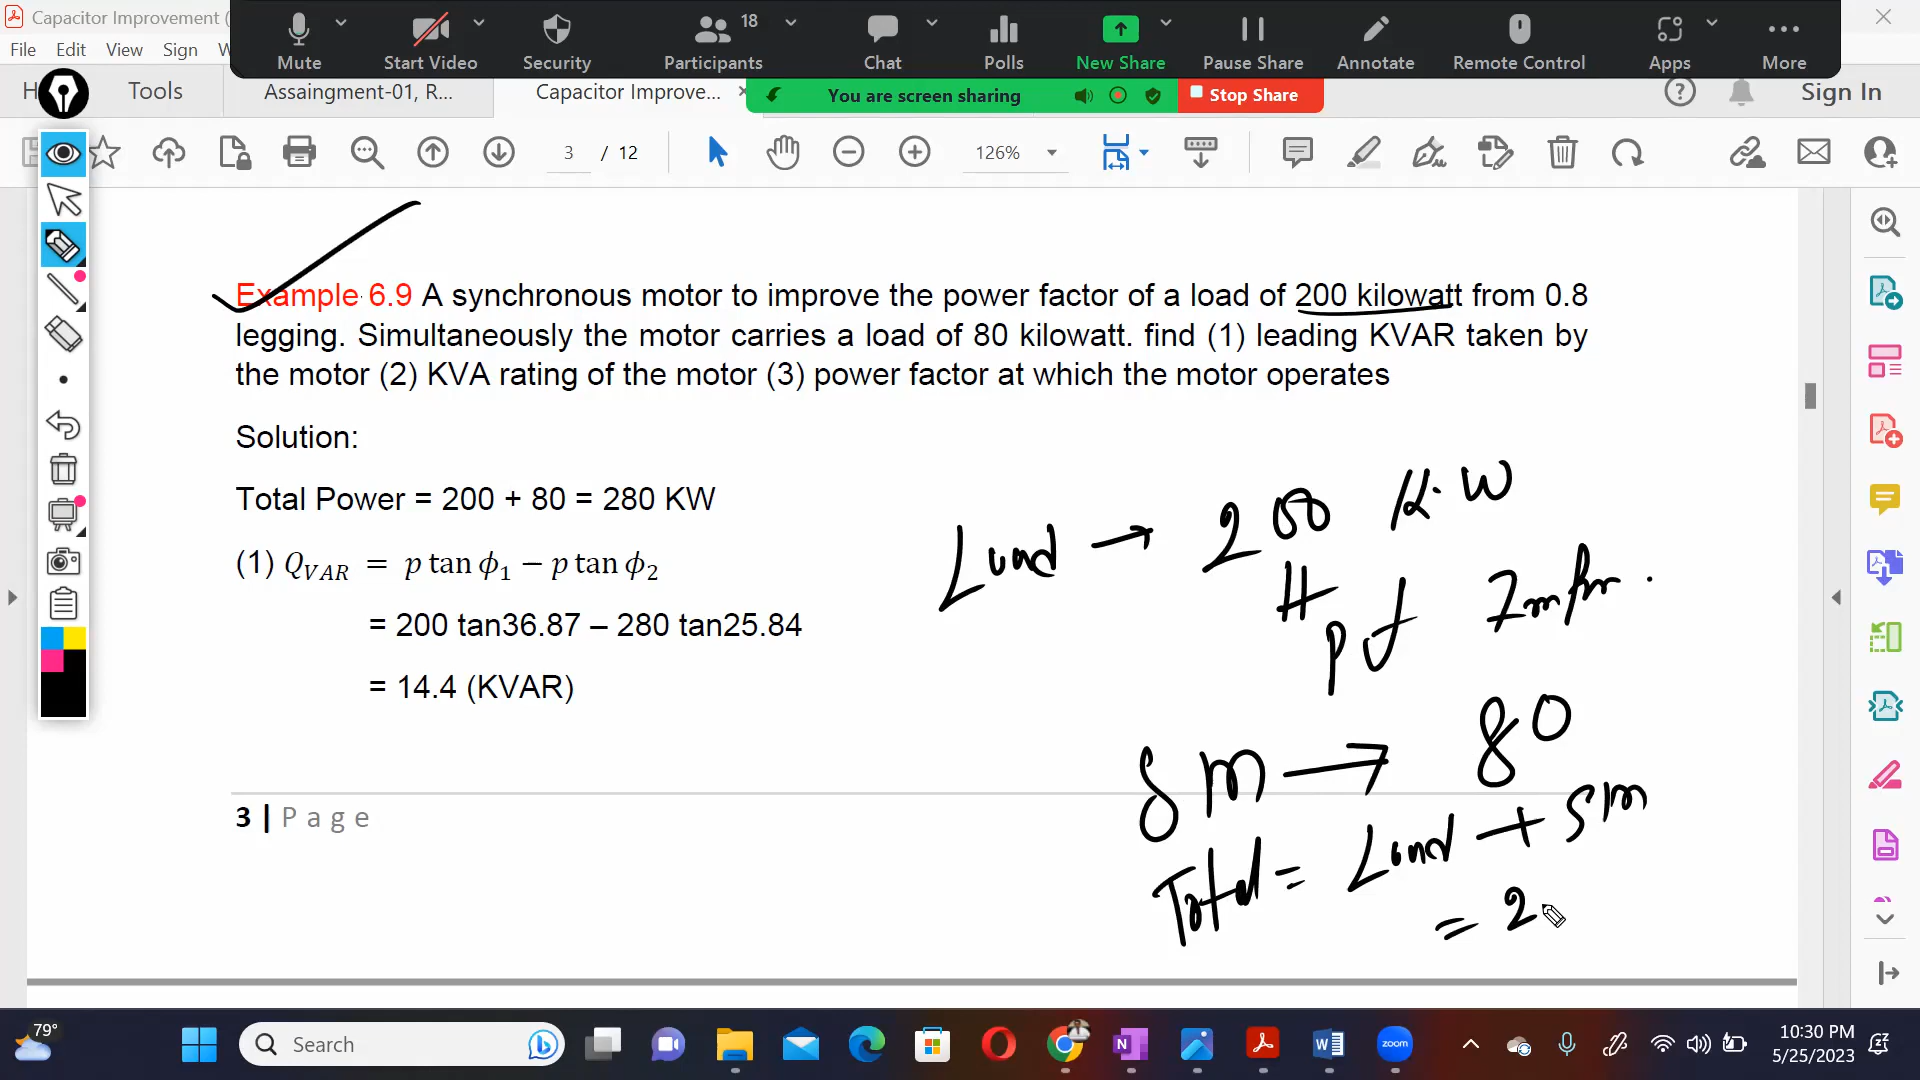 Capacitor Improvement (
Mute
Start Video
Security
18
Participants
Chat
Polls
New Share
Pause Share
Annotate
Remote Control
Apps
More
File Edit View Sign W
You are screen sharing
Stop Share
H
Tools
Assaingment-01, R...
Capacitor Improve...
Sign In
3 / 12
126%
Example 6.9 A synchronous motor to improve the power factor of a load of 200 kilowatt from 0.8
legging. Simultaneously the motor carries a load of 80 kilowatt. find (1) leading KVAR taken by
the motor (2) KVA rating of the motor (3) power factor at which the motor operates
Solution:
Total Power = 200 + 80 = 280 KW
(1) Q_VAR = p tan ϕ₁ − p tan ϕ₂
= 200 tan36.87 – 280 tan25.84
= 14.4 (KVAR)
Load → 200 K.W
pf
SM → 80
Total = Load + SM
= 2
3 | Page
79°
Search
zoom
10:30 PM
5/25/2023